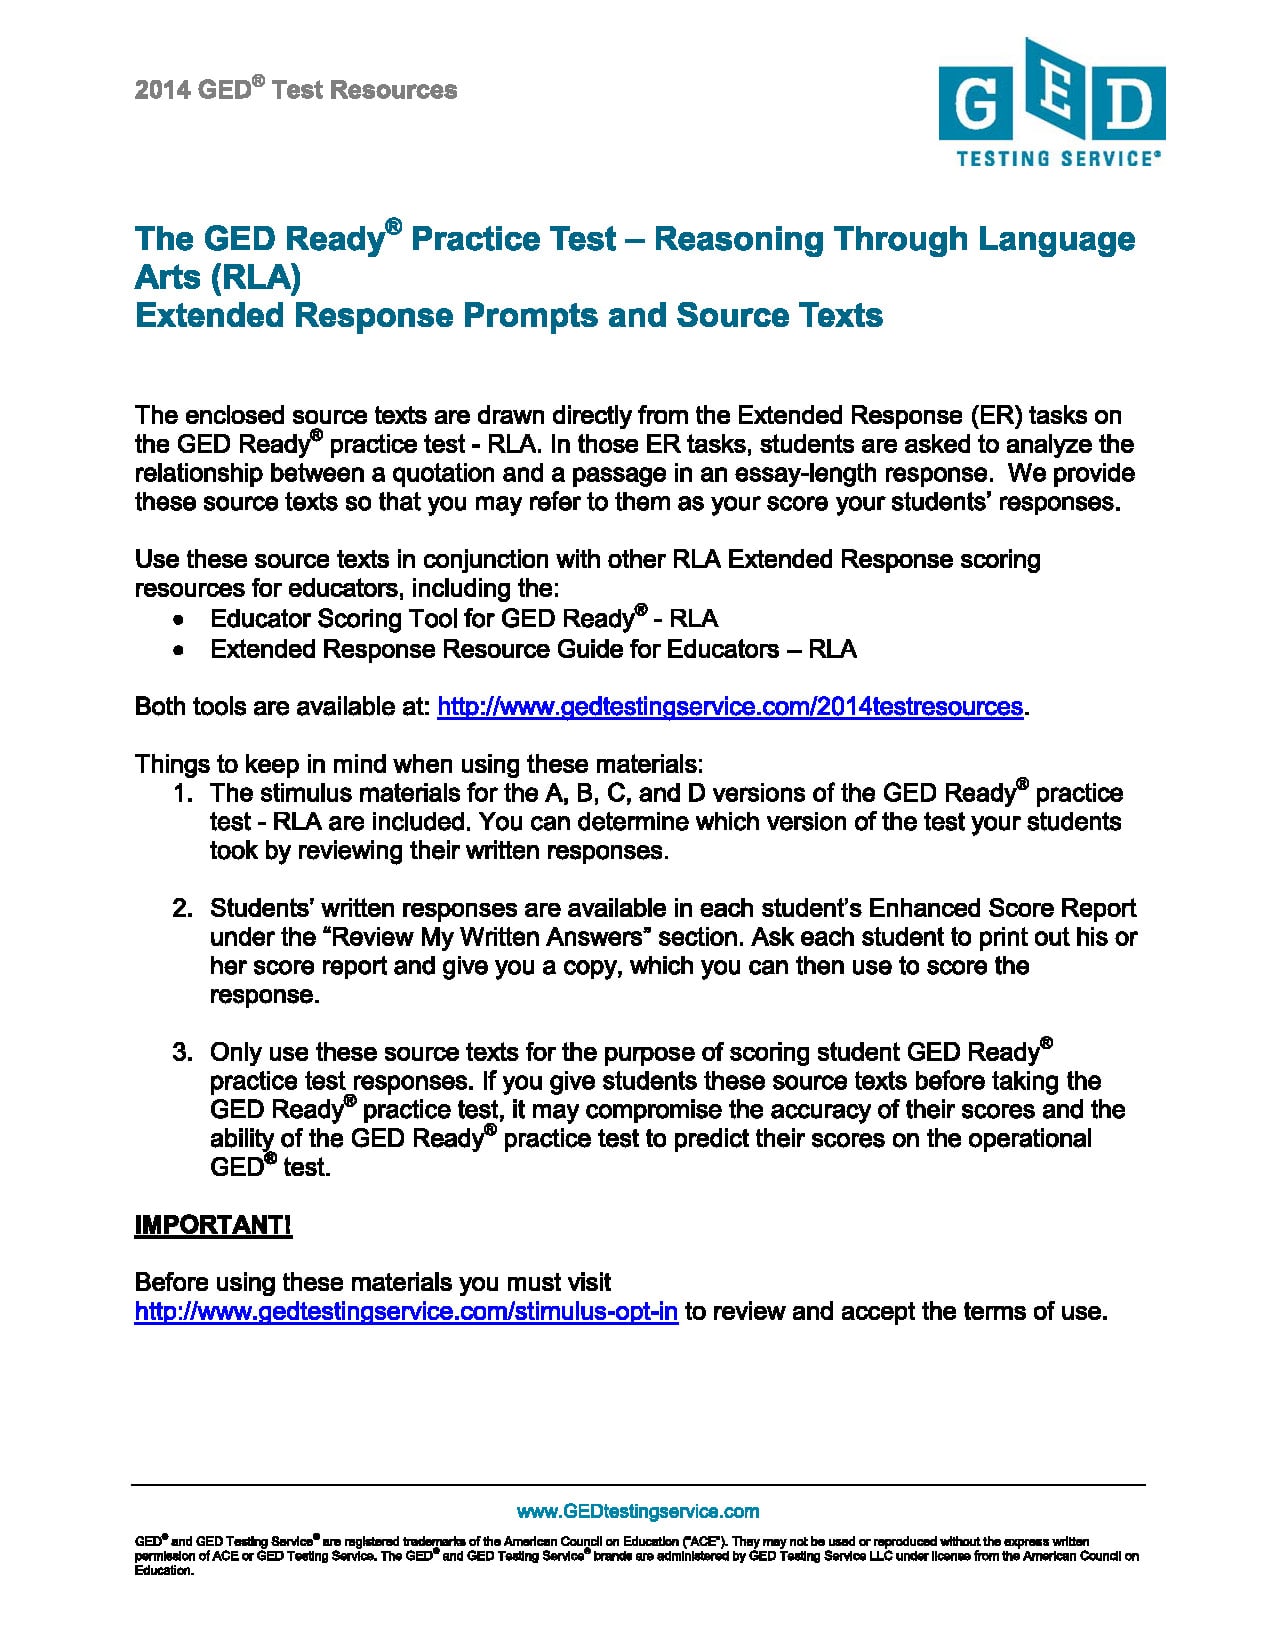 2014 GED® Test Resources
GED
TESTING SERVICE®
The GED Ready® Practice Test – Reasoning Through Language
Arts (RLA)
Extended Response Prompts and Source Texts
The enclosed source texts are drawn directly from the Extended Response (ER) tasks on
the GED Ready® practice test - RLA. In those ER tasks, students are asked to analyze the
relationship between a quotation and a passage in an essay-length response.  We provide
these source texts so that you may refer to them as your score your students’ responses.
Use these source texts in conjunction with other RLA Extended Response scoring
resources for educators, including the:
• Educator Scoring Tool for GED Ready® - RLA
• Extended Response Resource Guide for Educators – RLA
Both tools are available at: http://www.gedtestingservice.com/2014testresources.
Things to keep in mind when using these materials:
1. The stimulus materials for the A, B, C, and D versions of the GED Ready® practice
test - RLA are included. You can determine which version of the test your students
took by reviewing their written responses.
2. Students’ written responses are available in each student’s Enhanced Score Report
under the “Review My Written Answers” section. Ask each student to print out his or
her score report and give you a copy, which you can then use to score the
response.
3. Only use these source texts for the purpose of scoring student GED Ready®
practice test responses. If you give students these source texts before taking the
GED Ready® practice test, it may compromise the accuracy of their scores and the
ability of the GED Ready® practice test to predict their scores on the operational
GED® test.
IMPORTANT!
Before using these materials you must visit
http://www.gedtestingservice.com/stimulus-opt-in to review and accept the terms of use.
www.GEDtestingservice.com
GED® and GED Testing Service® are registered trademarks of the American Council on Education ("ACE"). They may not be used or reproduced without the express written
permission of ACE or GED Testing Service. The GED® and GED Testing Service® brands are administered by GED Testing Service LLC under license from the American Council on
Education.